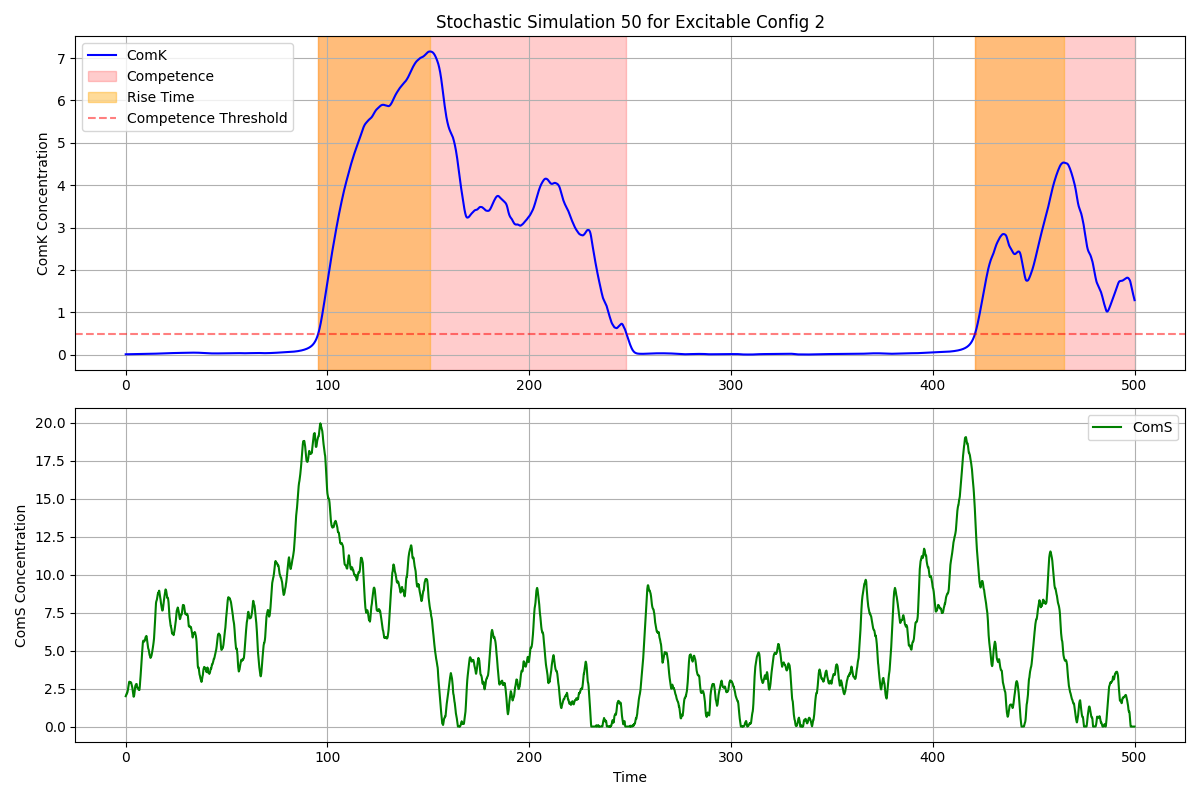 Stochastic Simulation 50 for Excitable Config 2
ComK
Competence
Rise Time
Competence Threshold
ComK Concentration
7
6
5
4
3
2
1
0
0 100 200 300 400 500
ComS
ComS Concentration
20.0
17.5
15.0
12.5
10.0
7.5
5.0
2.5
0.0
0 100 200 300 400 500
Time